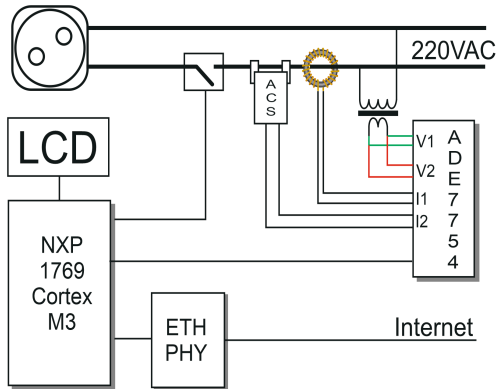 220VAC
A
C
S
LCD
V1
V2
I1
I2
A
D
E
7
7
5
4
NXP
1769
Cortex
M3
ETH
PHY
Internet